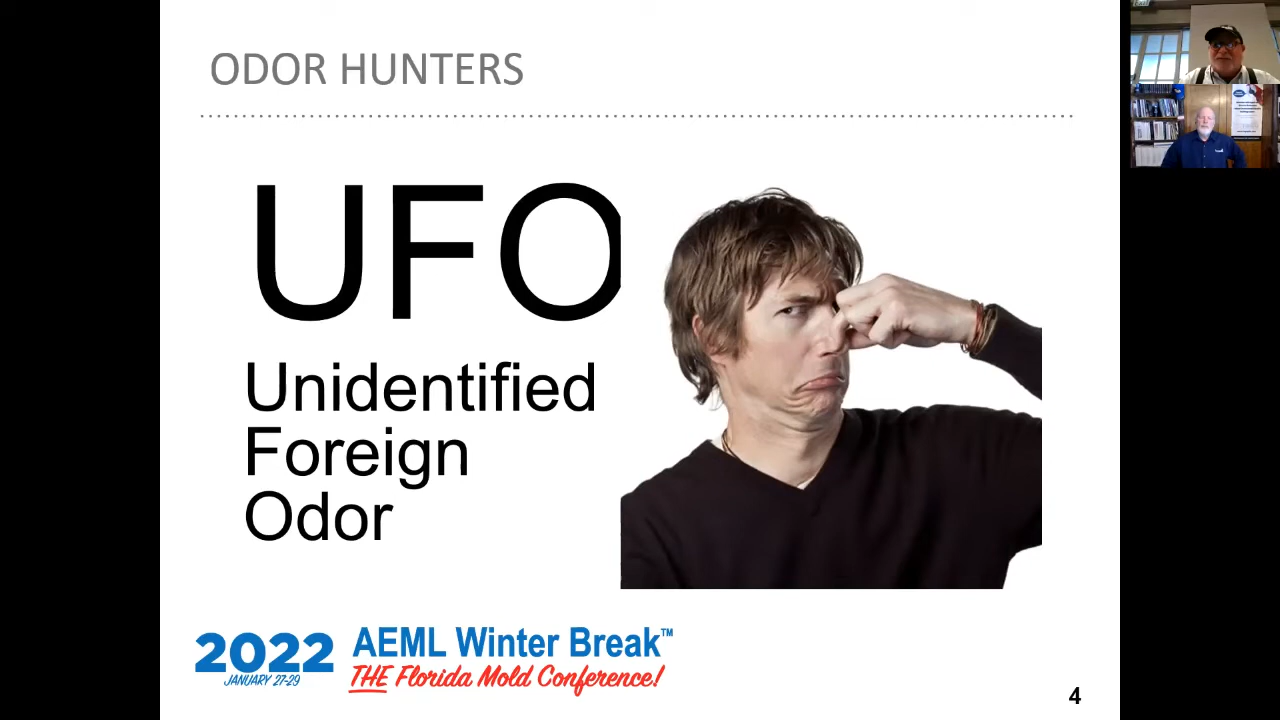 ODOR HUNTERS
UFO
Unidentified
Foreign
Odor
2022
JANUARY 27-29
AEML Winter Break™
THE Florida Mold Conference!
4